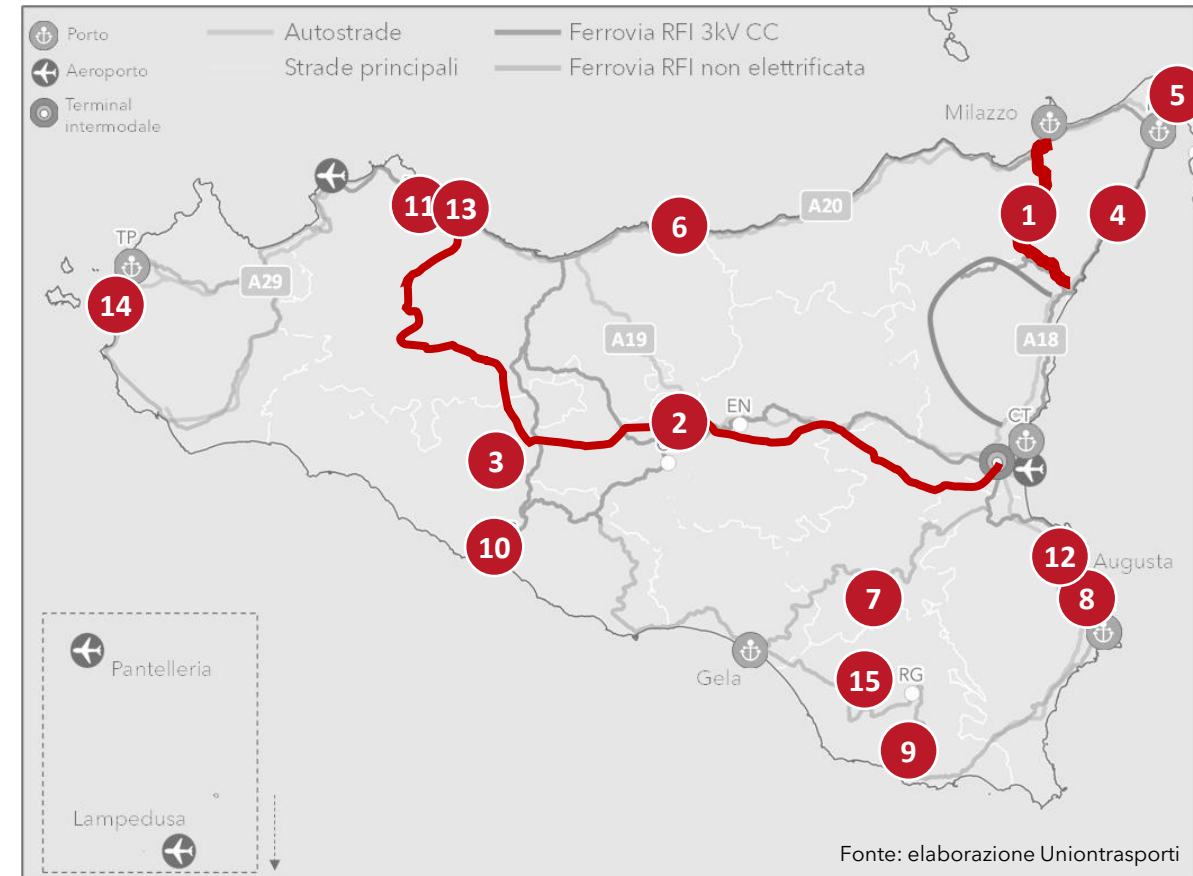 Porto
Autostrade
Ferrovia RFI 3kV CC
Aeroporto
Strade principali
Ferrovia RFI non elettrificata
Terminal
intermodale
Milazzo
5
11
13
6
A20
1
4
TP
A29
14
A19
A18
2
EN
CT
3
10
12
Augusta
7
8
Gela
15
RG
9
Pantelleria
Lampedusa
Fonte: elaborazione Uniontrasporti